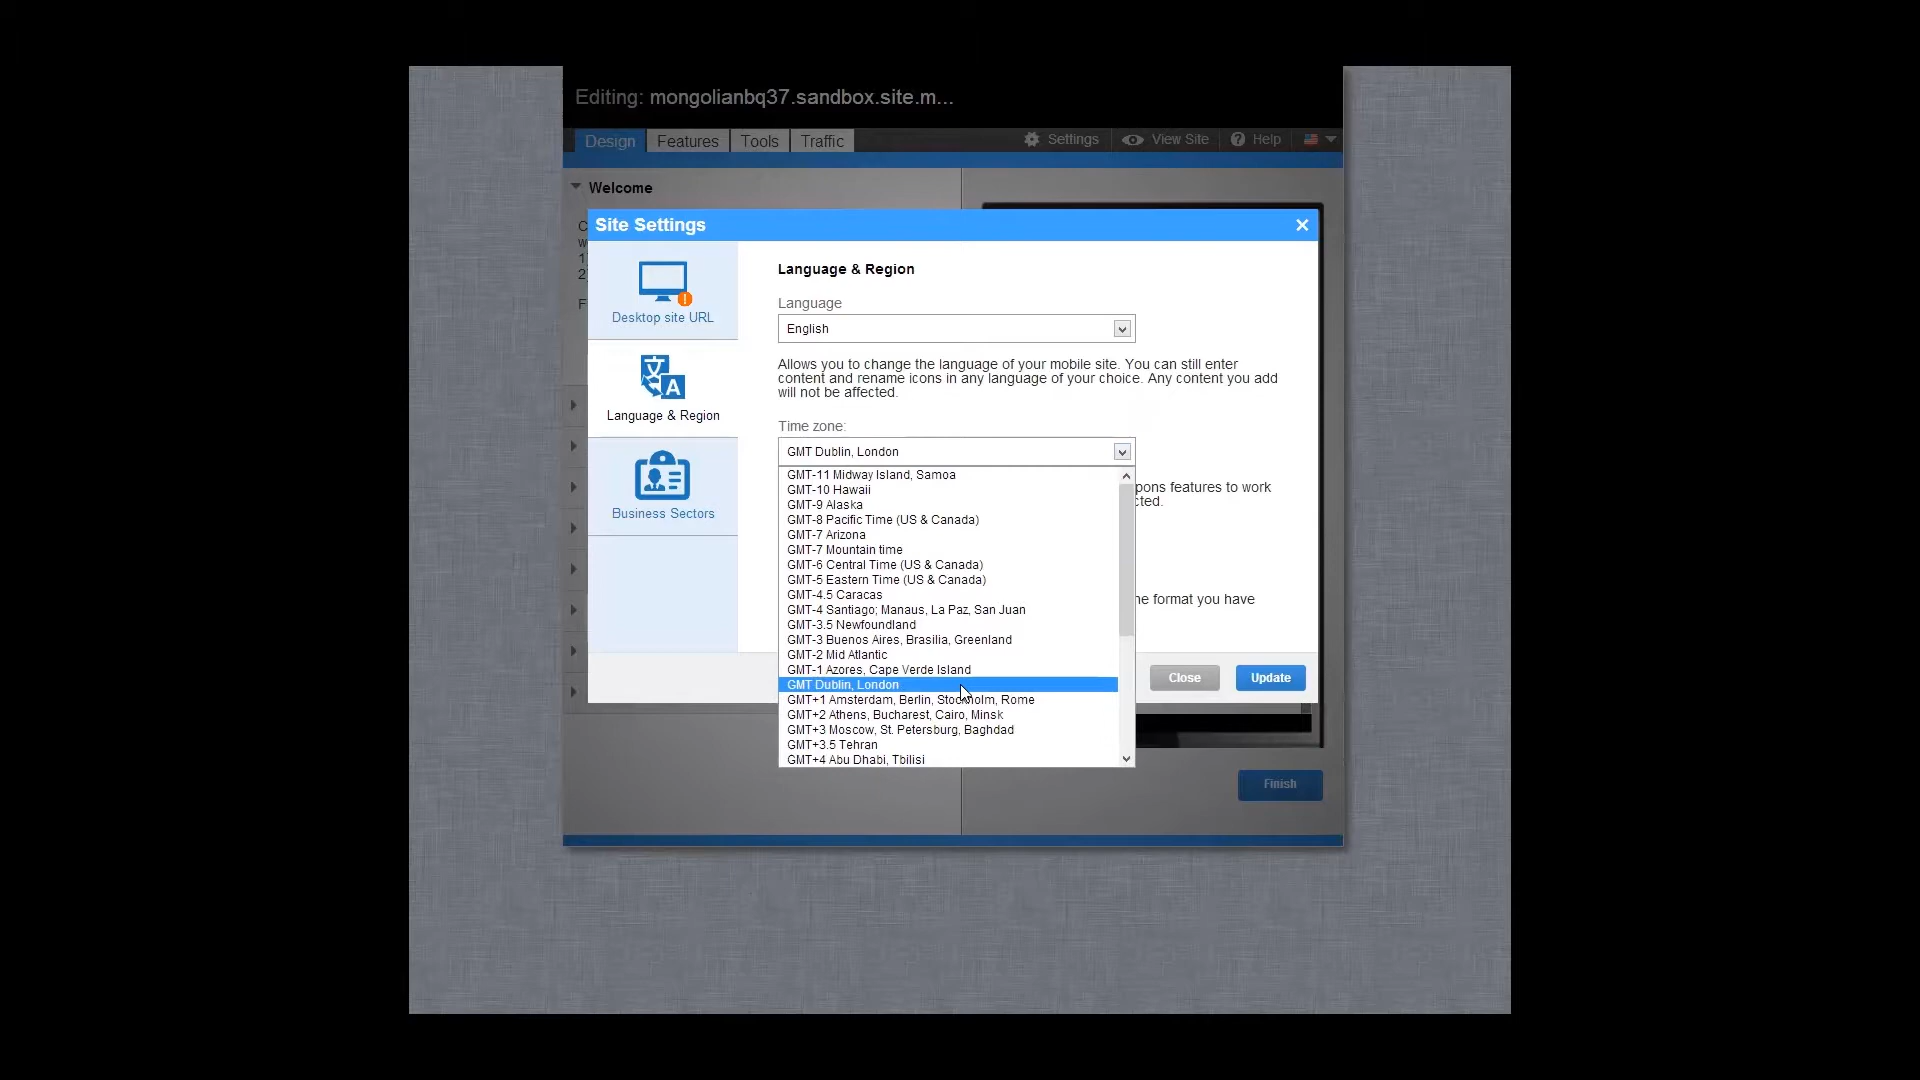 Editing: mongolianbq37.sandbox.site.m...
Design
Features
Tools
Traffic
Settings
View Site
Help
Welcome
C
w
1
2
F
Site Settings
Desktop site URL
Language & Region
Business Sectors
Language & Region
Language
English
Allows you to change the language of your mobile site. You can still enter
content and rename icons in any language of your choice. Any content you add
will not be affected.
Time zone:
GMT Dublin, London
GMT-11 Midway Island, Samoa
GMT-10 Hawaii
GMT-9 Alaska
GMT-8 Pacific Time (US & Canada)
GMT-7 Arizona
GMT-7 Mountain time
GMT-6 Central Time (US & Canada)
GMT-5 Eastern Time (US & Canada)
GMT-4.5 Caracas
GMT-4 Santiago; Manaus, La Paz, San Juan
GMT-3.5 Newfoundland
GMT-3 Buenos Aires, Brasilia, Greenland
GMT-2 Mid Atlantic
GMT-1 Azores, Cape Verde Island
GMT Dublin, London
GMT+1 Amsterdam, Berlin, Stockholm, Rome
GMT+2 Athens, Bucharest, Cairo, Minsk
GMT+3 Moscow, St. Petersburg, Baghdad
GMT+3.5 Tehran
GMT+4 Abu Dhabi, Tbilisi
pons features to work
cted.
ne format you have
Close
Update
Finish